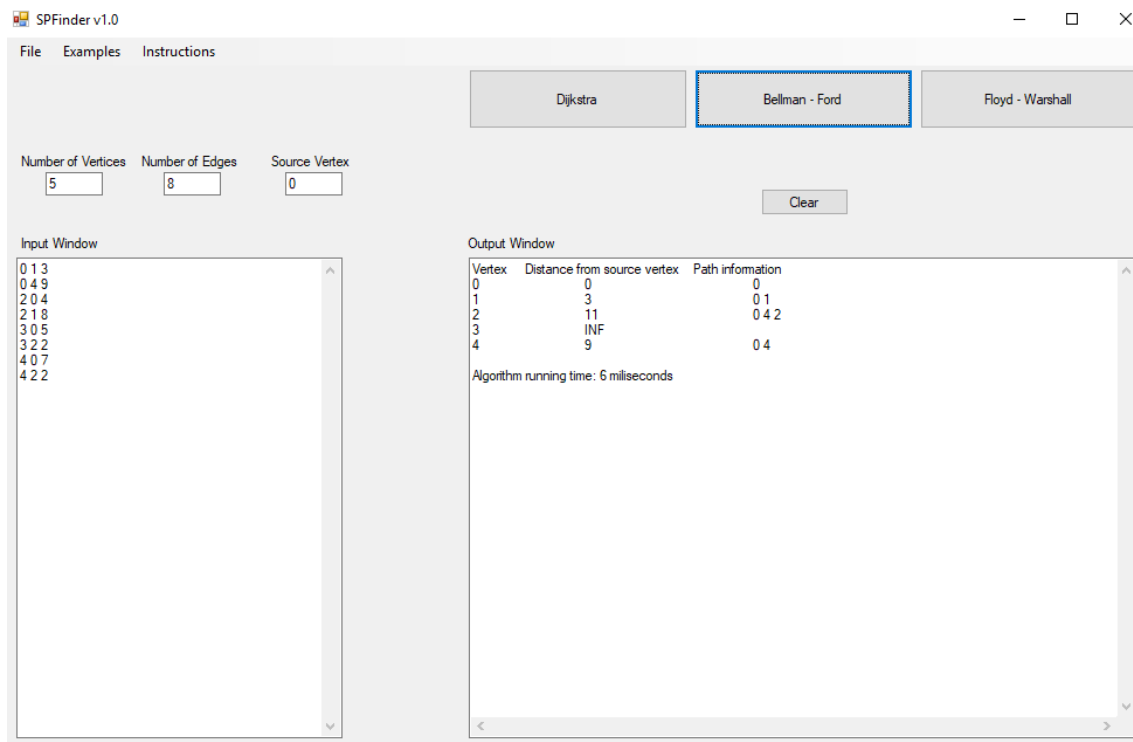 SPFinder v1.0
File Examples Instructions
Dijkstra Bellman - Ford Floyd - Warshall
Number of Vertices Number of Edges Source Vertex
5 8 0
Clear
Input Window
0 1 3
0 4 9
2 0 4
2 1 8
3 0 5
3 2 2
4 0 7
4 2 2
Output Window
Vertex Distance from source vertex Path information
0 0 0
1 3 0 1
2 11 0 4 2
3 INF
4 9 0 4
Algorithm running time: 6 miliseconds